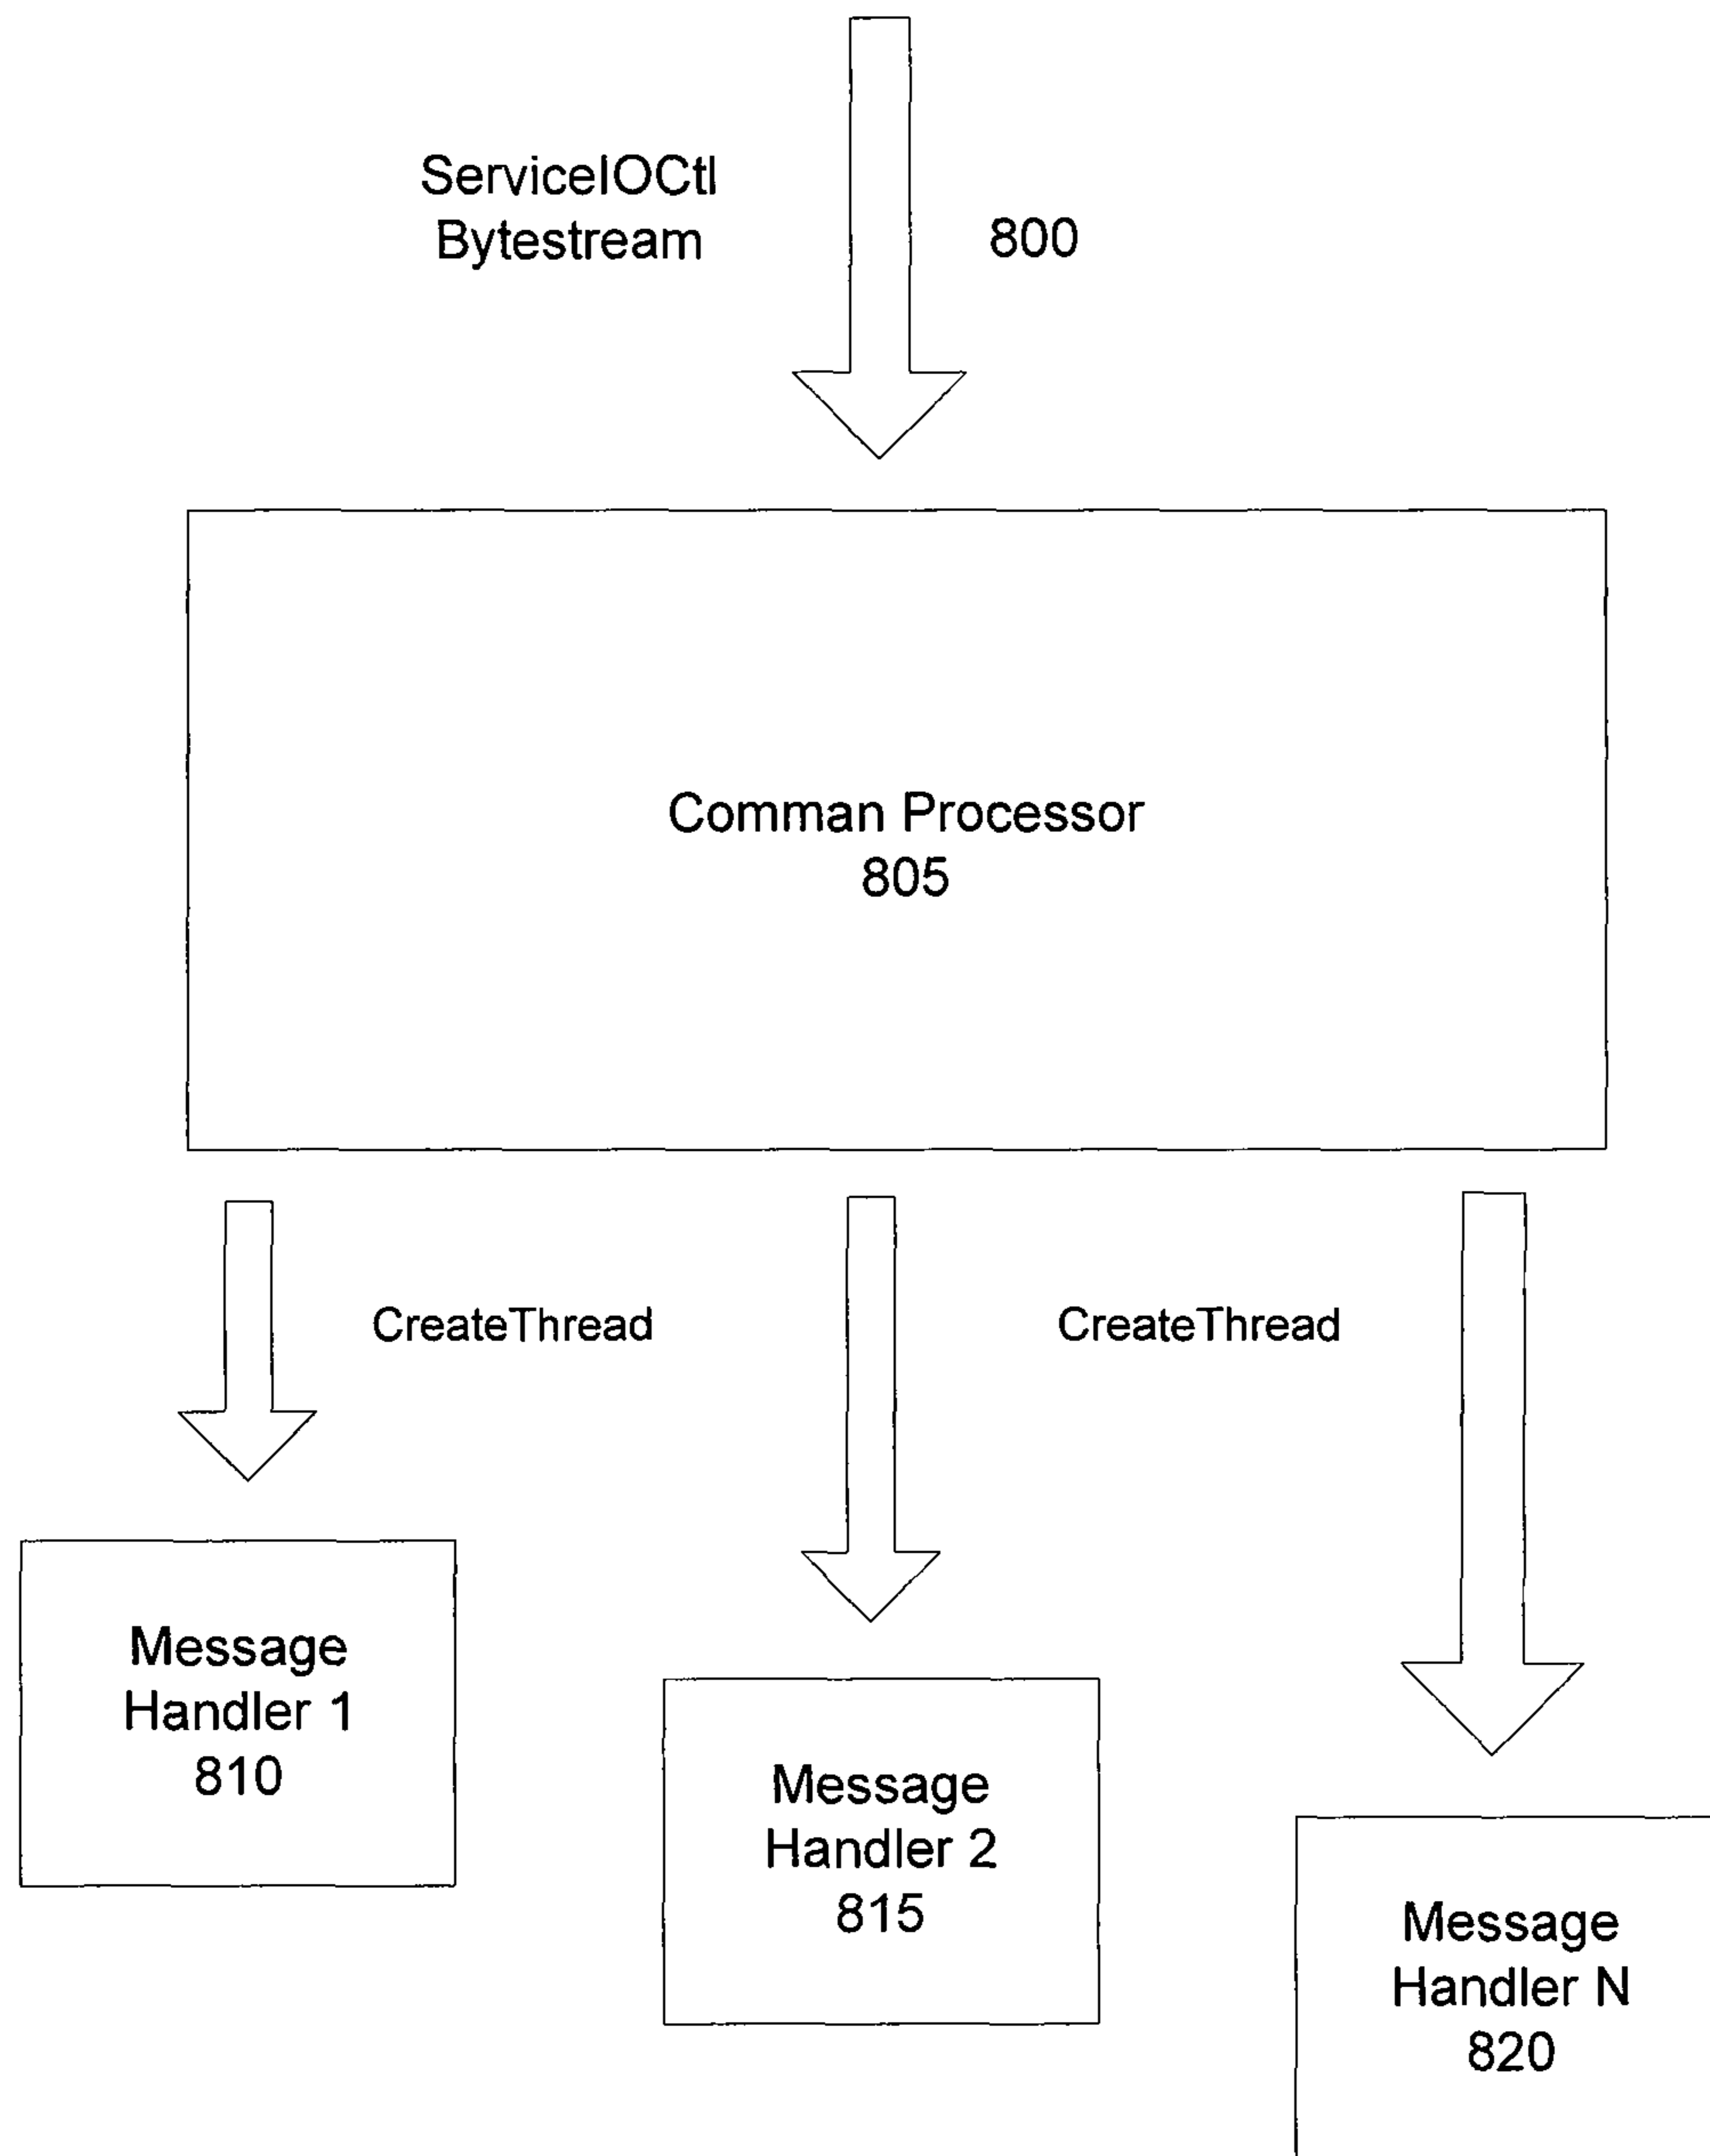 ServiceIOCtl
Bytestream
800
Comman Processor
805
CreateThread
CreateThread
Message
Handler 1
810
Message
Handler 2
815
Message
Handler N
820